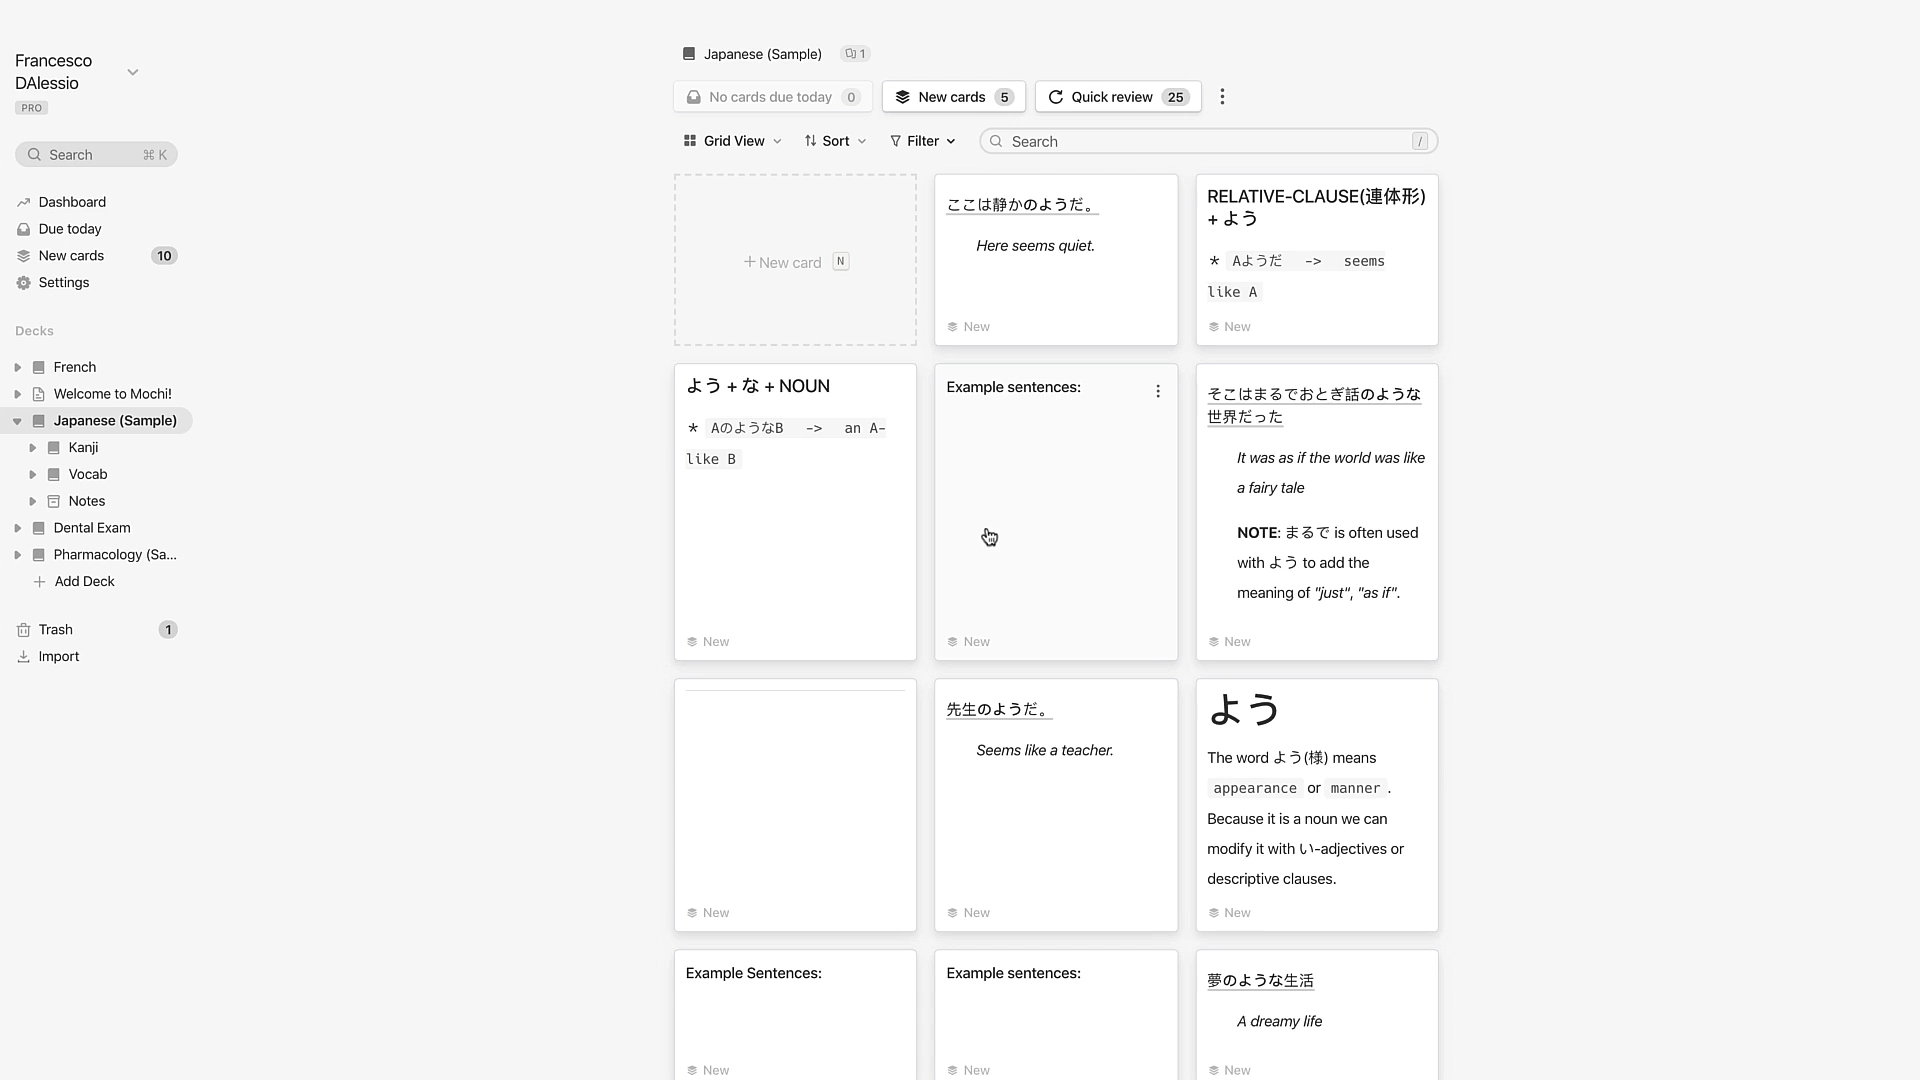 Francesco
DAlessio
PRO
Search ⌘ K
Dashboard
Due today
New cards 10
Settings
Decks
French
Welcome to Mochi!
Japanese (Sample)
Kanji
Vocab
Notes
Dental Exam
Pharmacology (Sa...
Add Deck
Trash 1
Import
Japanese (Sample) 1
No cards due today 0
New cards 5
Quick review 25
Grid View
Sort
Filter
Search /
+ New card N
ここは静かのようだ。
Here seems quiet.
New
RELATIVE-CLAUSE(連体形)
+ よう
* Aようだ -> seems
like A
New
よう + な + NOUN
* AのようなB -> an A-
like B
New
Example sentences:
New
そこはまるでおとぎ話のような
世界だった
It was as if the world was like
a fairy tale
NOTE: まるで is often used
with よう to add the
meaning of "just", "as if".
New
New
先生のようだ。
Seems like a teacher.
New
よう
The word よう(様) means
appearance or manner .
Because it is a noun we can
modify it with い-adjectives or
descriptive clauses.
New
Example Sentences:
New
Example sentences:
New
夢のような生活
A dreamy life
New